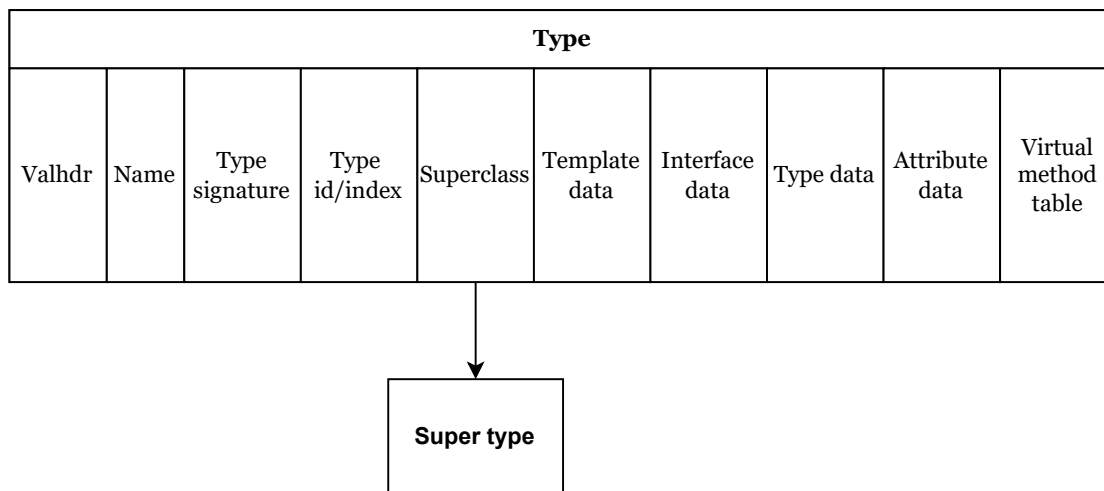 Type
Valhdr
Name
Type
signature
Type
id/index
Superclass
Template
data
Interface
data
Type data
Attribute
data
Virtual
method
table
Super type